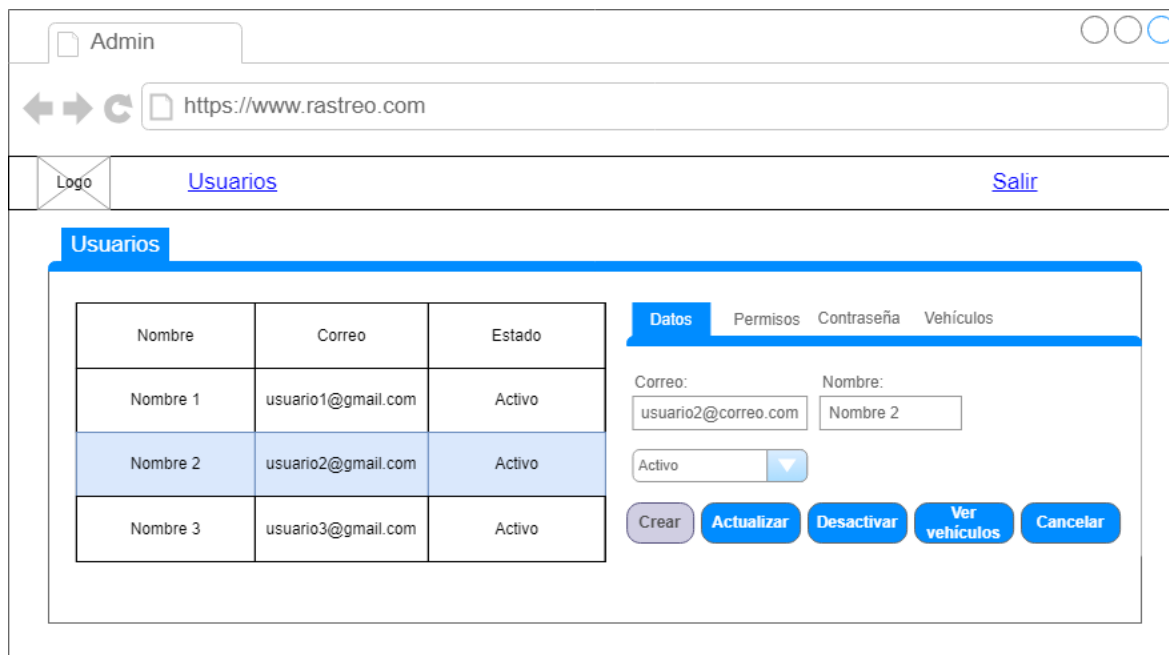 Admin
https://www.rastreo.com
Logo Usuarios Salir
Usuarios
Nombre Correo Estado
Nombre 1 usuario1@gmail.com Activo
Nombre 2 usuario2@gmail.com Activo
Nombre 3 usuario3@gmail.com Activo
Datos Permisos Contraseña Vehículos
Correo: Nombre:
usuario2@correo.com Nombre 2
Activo
Crear Actualizar Desactivar Ver vehículos Cancelar